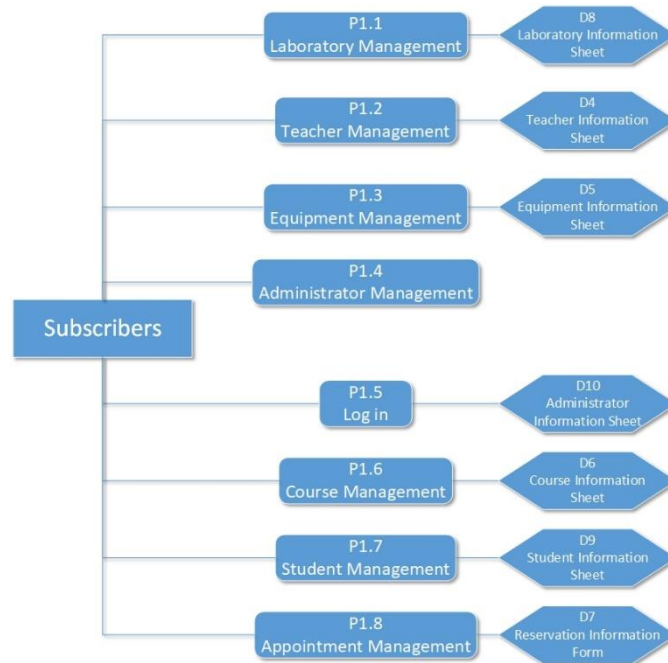 P1.1
Laboratory Management
D8
Laboratory Information
Sheet
P1.2
Teacher Management
D4
Teacher Information
Sheet
P1.3
Equipment Management
D5
Equipment Information
Sheet
P1.4
Administrator Management
Subscribers
P1.5
Log in
D10
Administrator
Information Sheet
P1.6
Course Management
D6
Course Information
Sheet
P1.7
Student Management
D9
Student Information
Sheet
P1.8
Appointment Management
D7
Reservation Information
Form